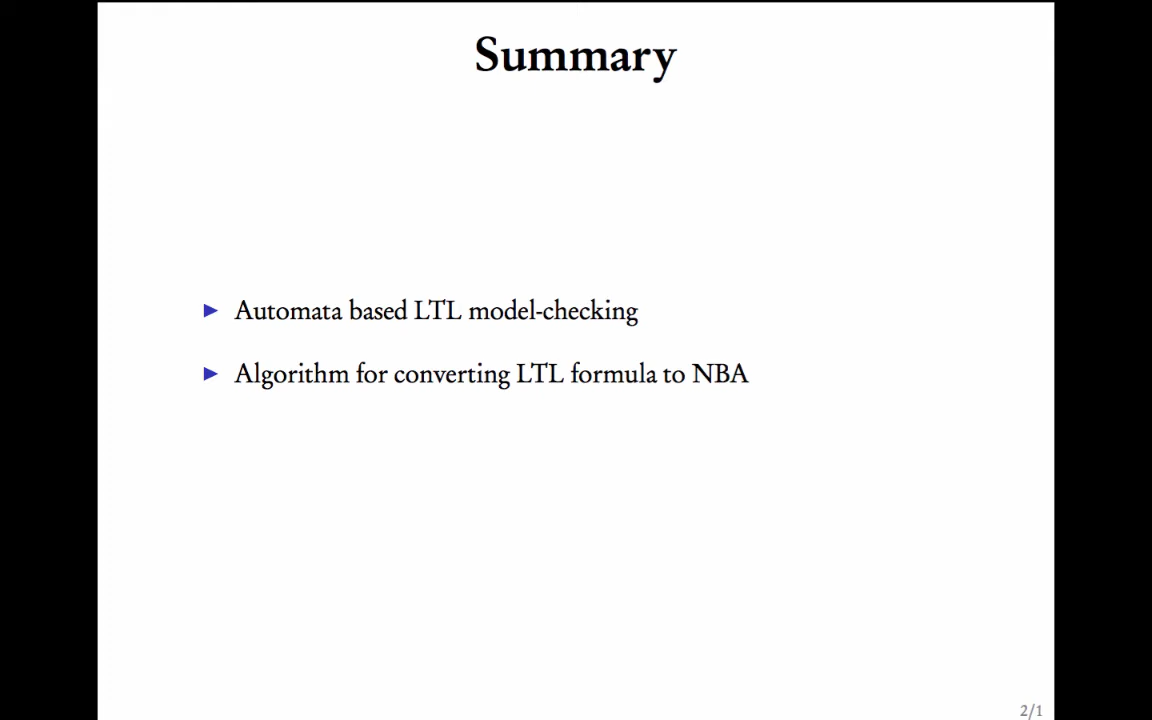 Summary
▶ Automata based LTL model-checking
▶ Algorithm for converting LTL formula to NBA
2/1